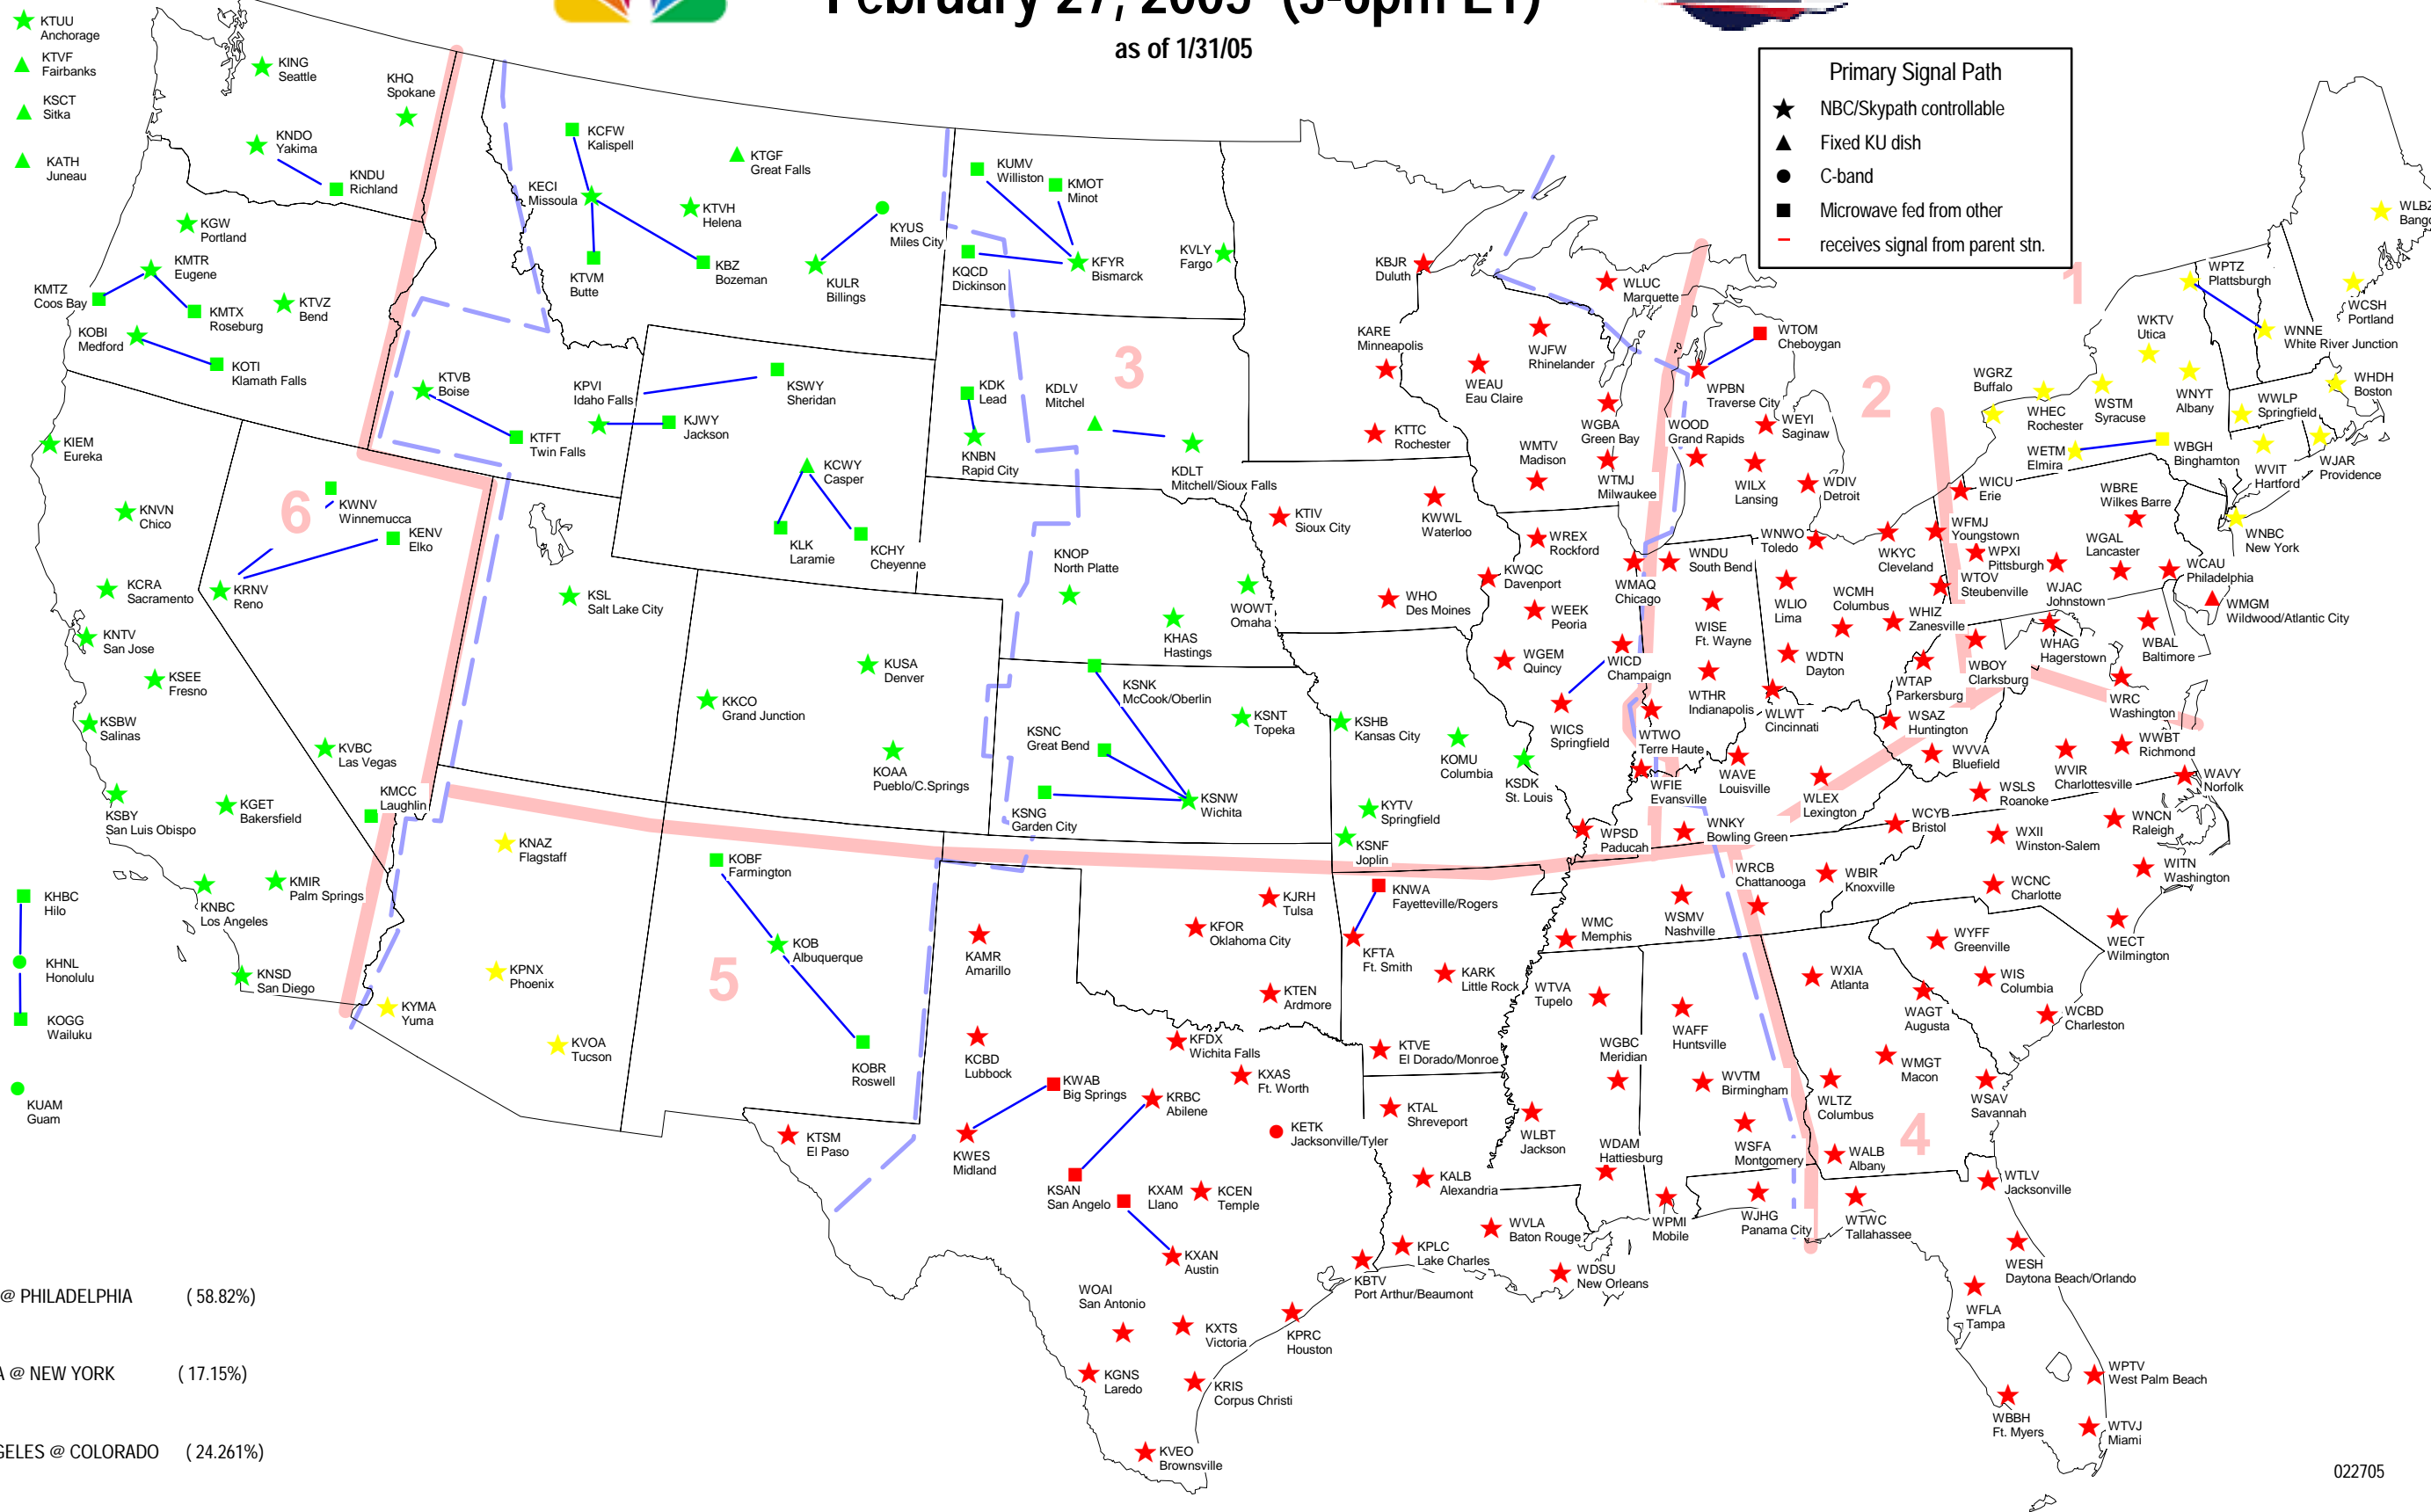 February 27, 2005 (3-6pm ET)
as of 1/31/05
Primary Signal Path
NBC/Skypath controllable
Fixed KU dish
C-band
Microwave fed from other
receives signal from parent stn.
KTUU
Anchorage
KTVF
Fairbanks
KSCT
Sitka
KATH
Juneau
KING
Seattle
KHQ
Spokane
KNDO
Yakima
KNDU
Richland
KGW
Portland
KMTR
Eugene
KMTZ
Coos Bay
KMTX
Roseburg
KTVZ
Bend
KOBI
Medford
KOTI
Klamath Falls
KCFW
Kalispell
KTGF
Great Falls
KECI
Missoula
KTVH
Helena
KYUS
Miles City
KTVM
Butte
KBZ
Bozeman
KULR
Billings
KUMV
Williston
KMOT
Minot
KQCD
Dickinson
KFYR
Bismarck
KVLY
Fargo
KBJR
Duluth
WLUC
Marquette
KARE
Minneapolis
WJFW
Rhinelander
WEAU
Eau Claire
WTOM
Cheboygan
WPBN
Traverse City
1
2
3
WLBZ
WPTZ
Plattsburgh
WCSH
Portland
WNNE
White River Junction
WKTV
Utica
WGRZ
Buffalo
WHEC
Rochester
WSTM
Syracuse
WNYT
Albany
WHDH
Boston
WWLP
Springfield
WETM
Elmira
WBGH
Binghamton
WVIT
Hartford
WJAR
Providence
KTVB
Boise
KPVI
Idaho Falls
KSWY
Sheridan
KJWY
Jackson
KTFT
Twin Falls
KCWY
Casper
KLK
Laramie
KCHY
Cheyenne
KDK
Lead
KNBN
Rapid City
KDLV
Mitchel
KDLT
Mitchell/Sioux Falls
KTTC
Rochester
WGBA
Green Bay
WOOD
Grand Rapids
WEYI
Saginaw
WMTV
Madison
WTMJ
Milwaukee
WILX
Lansing
WDIV
Detroit
WICU
Erie
WBRE
Wilkes Barre
WNBC
New York
KIEM
Eureka
KNVN
Chico
6
KWNV
Winnemucca
KENV
Elko
KCRA
Sacramento
KRNV
Reno
KNTV
San Jose
KSEE
Fresno
KSBW
Salinas
KVBC
Las Vegas
KSBY
San Luis Obispo
KGET
Bakersfield
KMCC
Laughlin
KNBC
Los Angeles
KMIR
Palm Springs
KNSD
San Diego
KSL
Salt Lake City
KUSA
Denver
KKCO
Grand Junction
KOAA
Pueblo/C.Springs
KNOP
North Platte
KHAS
Hastings
WOWT
Omaha
KTIV
Sioux City
KWWL
Waterloo
WHO
Des Moines
WREX
Rockford
KWQC
Davenport
WEEK
Peoria
WGEM
Quincy
WMAQ
Chicago
WNDU
South Bend
WNWO
Toledo
WKYC
Cleveland
WFMJ
Youngstown
WPXI
Pittsburgh
WTOV
Steubenville
WGAL
Lancaster
WJAC
Johnstown
WCAU
Philadelphia
WMGM
Wildwood/Atlantic City
WISE
Ft. Wayne
WLIO
Lima
WCMH
Columbus
WHIZ
Zanesville
WDTN
Dayton
WHAG
Hagerstown
WBAL
Baltimore
WBOY
Clarksburg
WTAP
Parkersburg
WRC
Washington
WICD
Champaign
WICS
Springfield
WTHR
Indianapolis
WLWT
Cincinnati
WSAZ
Huntington
WTWO
Terre Haute
WVVA
Bluefield
WVIR
Charlottesville
WWBT
Richmond
WAVY
Norfolk
KSNK
McCook/Oberlin
KSNC
Great Bend
KSNG
Garden City
KSNW
Wichita
KSNT
Topeka
KSHB
Kansas City
KOMU
Columbia
KSDK
St. Louis
KYTV
Springfield
KSNF
Joplin
WFIE
Evansville
WAVE
Louisville
WLEX
Lexington
WPSD
Paducah
WNKY
Bowling Green
WCYB
Bristol
WSLS
Roanoke
WNCN
Raleigh
WXII
Winston-Salem
WITN
Washington
WRCB
Chattanooga
WBIR
Knoxville
WCNC
Charlotte
WECT
Wilmington
KNAZ
Flagstaff
KPNX
Phoenix
KYMA
Yuma
KVOA
Tucson
KOBF
Farmington
KOB
Albuquerque
KOBR
Roswell
5
KAMR
Amarillo
KCBD
Lubbock
KJRH
Tulsa
KFOR
Oklahoma City
KTEN
Ardmore
KFDX
Wichita Falls
KNWA
Fayetteville/Rogers
KFTA
Ft. Smith
KARK
Little Rock
WMC
Memphis
WSMV
Nashville
WTVA
Tupelo
WAFF
Huntsville
WYFF
Greenville
WXIA
Atlanta
WIS
Columbia
WAGT
Augusta
WCBD
Charleston
WMGT
Macon
WSAV
Savannah
KTVE
El Dorado/Monroe
WGBC
Meridian
WVTM
Birmingham
WLTZ
Columbus
KXAS
Ft. Worth
KTAL
Shreveport
WLBT
Jackson
WDAM
Hattiesburg
WSFA
Montgomery
WALB
Albany
4
KTSM
El Paso
KWAB
Big Springs
KRBC
Abilene
KETK
Jacksonville/Tyler
KWES
Midland
KSAN
San Angelo
KXAM
Llano
KCEN
Temple
KXAN
Austin
KALB
Alexandria
WVLA
Baton Rouge
WPMI
Mobile
WJHG
Panama City
WTWC
Tallahassee
WTLV
Jacksonville
KPLC
Lake Charles
KBTV
Port Arthur/Beaumont
WDSU
New Orleans
WESH
Daytona Beach/Orlando
WFLA
Tampa
WOAI
San Antonio
KXTS
Victoria
KPRC
Houston
KGNS
Laredo
KRIS
Corpus Christi
KVEO
Brownsville
WPTV
West Palm Beach
WBBH
Ft. Myers
WTVJ
Miami
KHBC
Hilo
KHNL
Honolulu
KOGG
Wailuku
KUAM
Guam
@ PHILADELPHIA (58.82%)
@ NEW YORK (17.15%)
@ COLORADO (24.261%)
022705